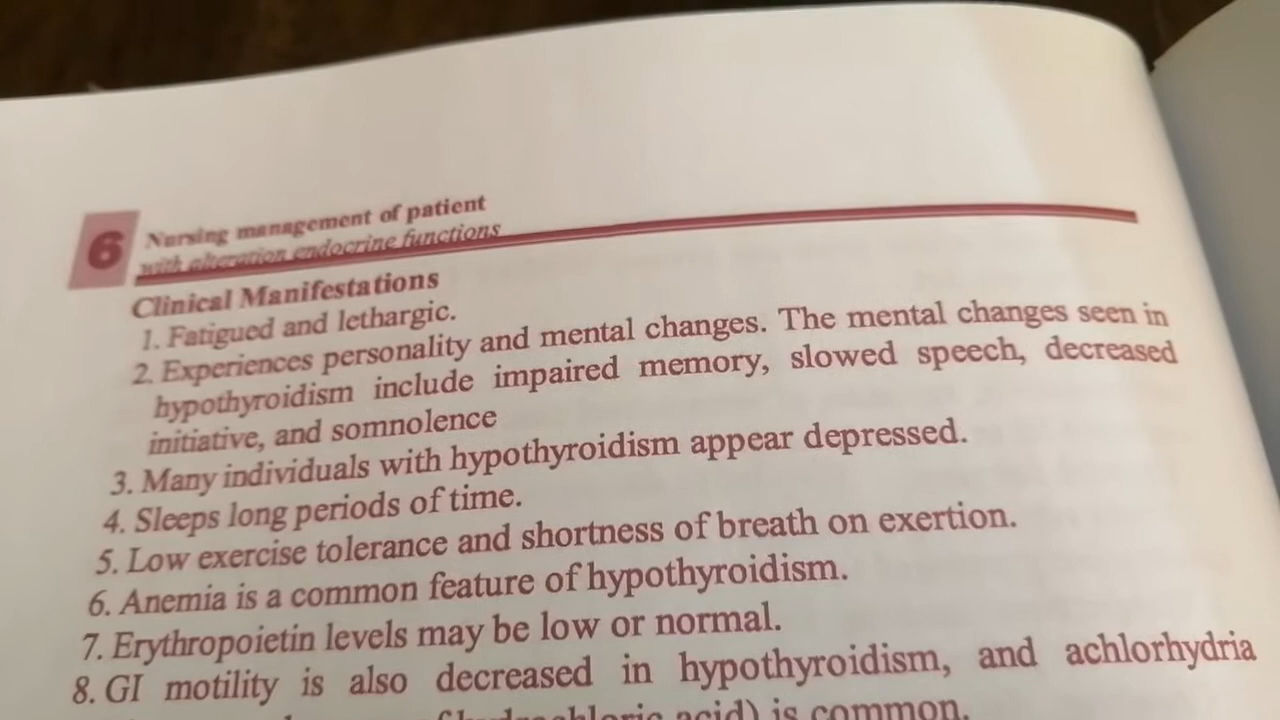 6
Nursing management of patient
with alteration endocrine functions
Clinical Manifestations
1. Fatigued and lethargic.
2. Experiences personality and mental changes. The mental changes seen in
hypothyroidism include impaired memory, slowed speech, decreased
initiative, and somnolence
3. Many individuals with hypothyroidism appear depressed.
4. Sleeps long periods of time.
5. Low exercise tolerance and shortness of breath on exertion.
6. Anemia is a common feature of hypothyroidism.
7. Erythropoietin levels may be low or normal.
8. GI motility is also decreased in hypothyroidism, and achlorhydria
hydrochloric acid) is common.